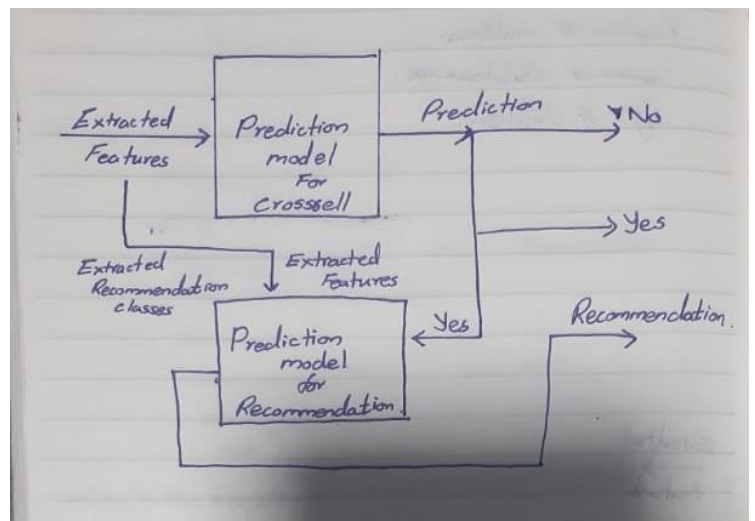 Extracted
Features
Prediction
model
For
Crosssell
Prediction
No
Yes
Extracted
Recommendation
classes
Extracted
Features
Yes
Prediction
model
for
Recommendation
Recommendation.